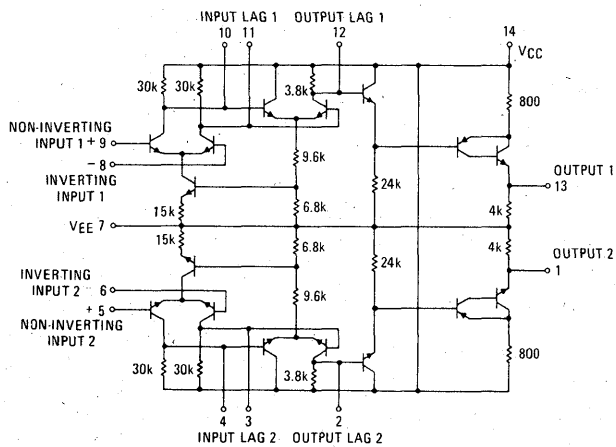 INPUT LAG 1 OUTPUT LAG 1
10 11 12 14
VCC
30k 30k 3.8k 800
NON-INVERTING
INPUT 1 + 9
- 8
INVERTING
INPUT 1
9.6k
24k
OUTPUT 1
13
15k 6.8k 4k
VEE 7
15k 6.8k 4k
24k
OUTPUT 2
1
INVERTING
INPUT 2 6
+ 5
NON-INVERTING
INPUT 2
9.6k
30k 30k 3.8k 800
4 3 2
INPUT LAG 2 OUTPUT LAG 2